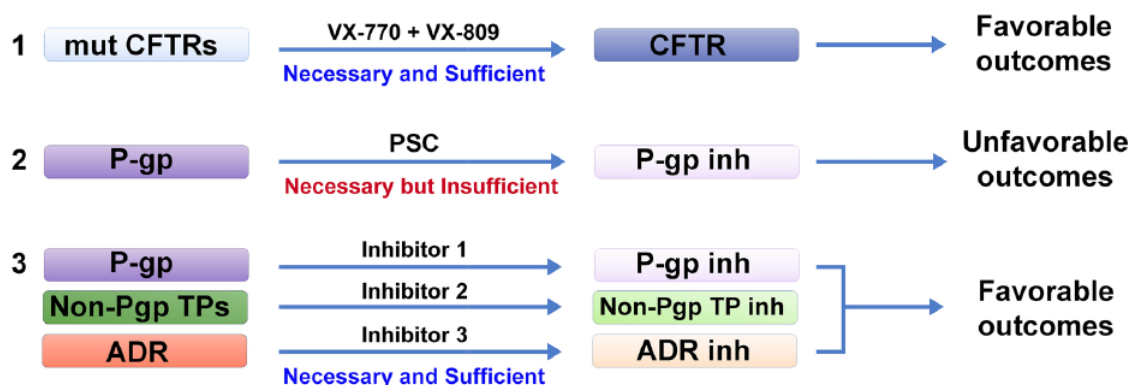 1 mut CFTRs VX-770 + VX-809 CFTR Favorable
Necessary and Sufficient outcomes
2 P-gp PSC P-gp inh Unfavorable
Necessary but Insufficient outcomes
3 P-gp Inhibitor 1 P-gp inh
Non-Pgp TPs Inhibitor 2 Non-Pgp TP inh Favorable
ADR Inhibitor 3 ADR inh outcomes
Necessary and Sufficient